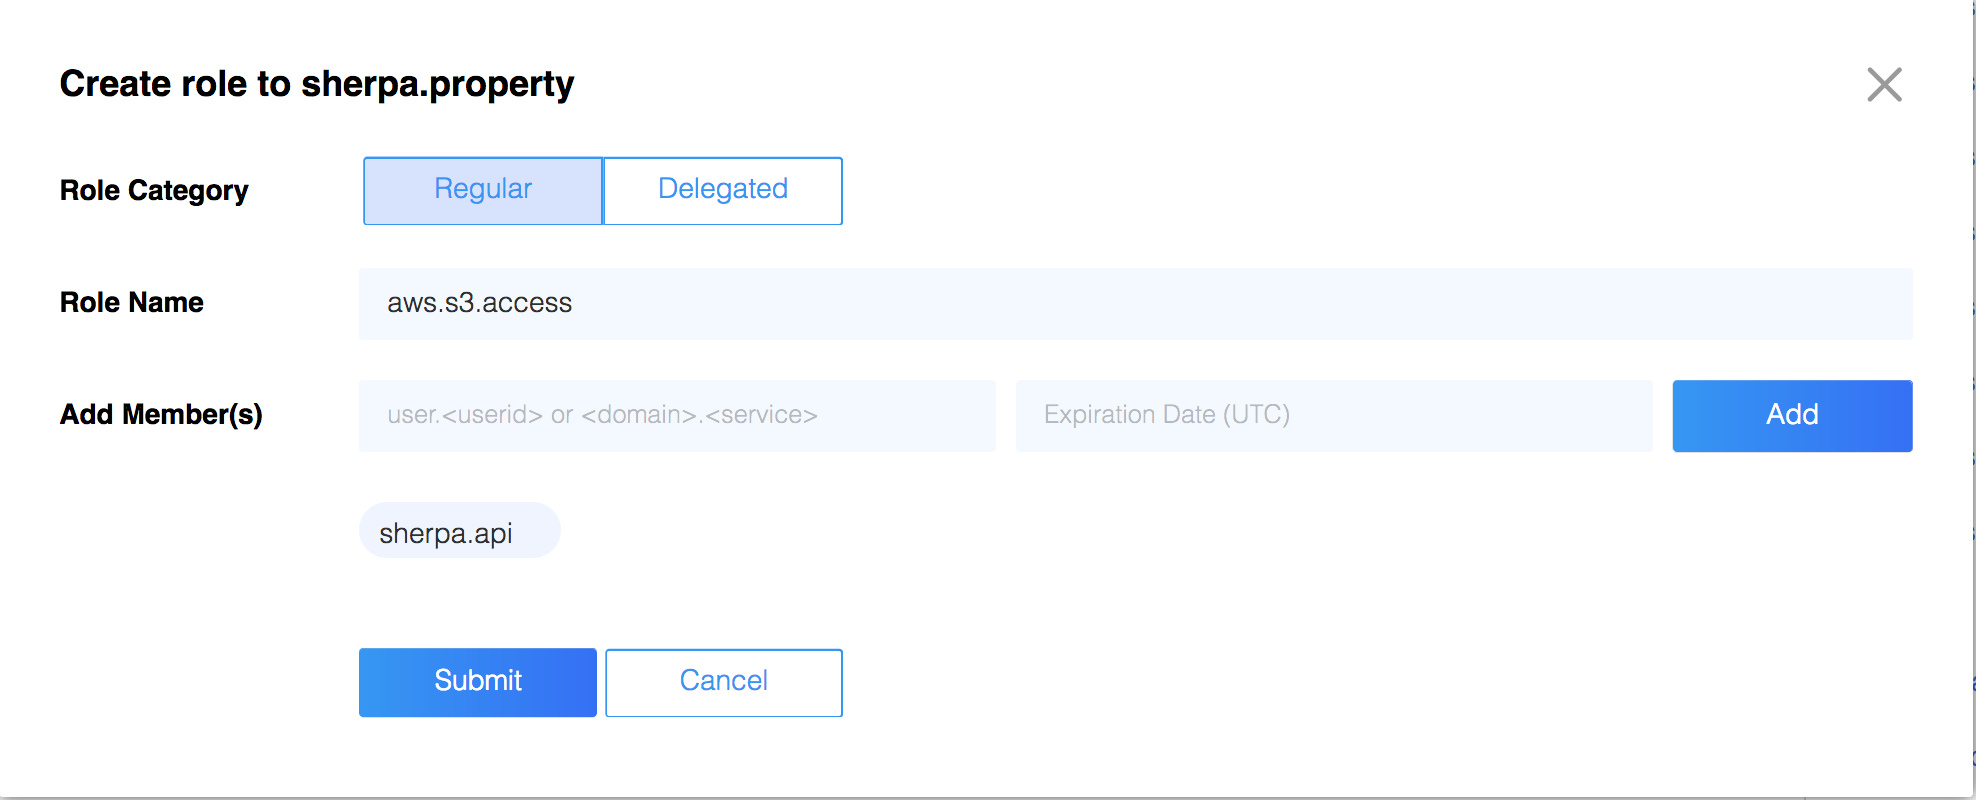 Create role to sherpa.property
Role Category
Regular
Delegated
Role Name
aws.s3.access
Add Member(s)
user.<userid> or <domain>.<service>
Expiration Date (UTC)
Add
sherpa.api
Submit
Cancel